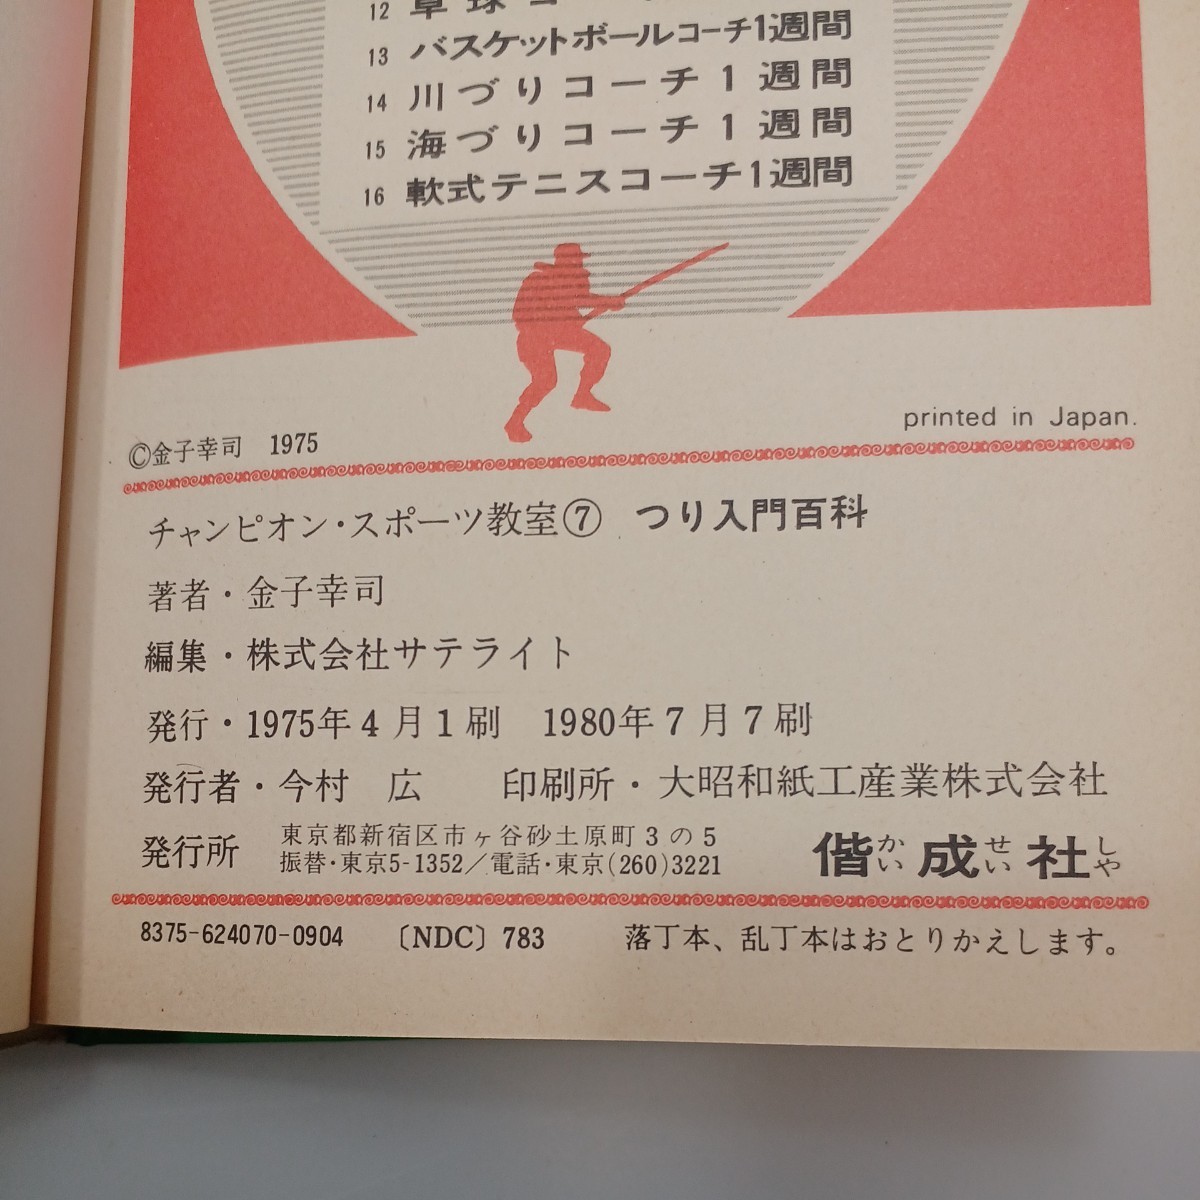 12 卓球コー
13 バスケットボールコーチ1週間
14 川づりコーチ1週間
15 海づりコーチ1週間
16 軟式テニスコーチ1週間
printed in Japan.
©金子幸司 1975
チャンピオン・スポーツ教室⑦ つり入門百科
著者・金子幸司
編集・株式会社サテライト
発行・1975年4月1刷 1980年7月7刷
発行者・今村 広 印刷所・大昭和紙工産業株式会社
発行所 東京都新宿区市ヶ谷砂土原町3の5
振替・東京5-1352/電話・東京(260)3221
偕成社
かいせいしゃ
8375-624070-0904 〔NDC〕783 落丁本、乱丁本はおとりかえします。